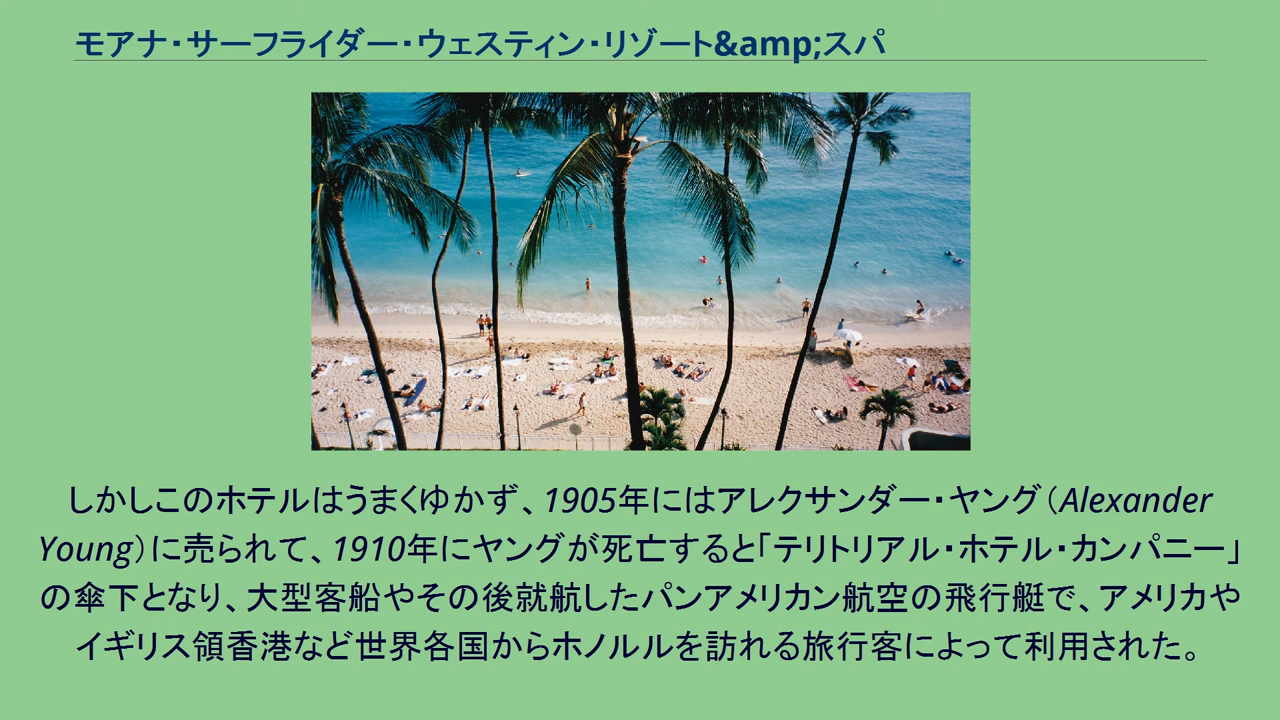 モアナ・サーフライダー・ウェスティン・リゾート&amp;スパ
しかしこのホテルはうまくゆかず、1905年にはアレクサンダー・ヤング（Alexander
Young）に売られて、1910年にヤングが死亡すると「テリトリアル・ホテル・カンパニー」
の傘下となり、大型客船やその後就航したパンアメリカン航空の飛行艇で、アメリカや
イギリス領香港など世界各国からホノルルを訪れる旅行客によって利用された。